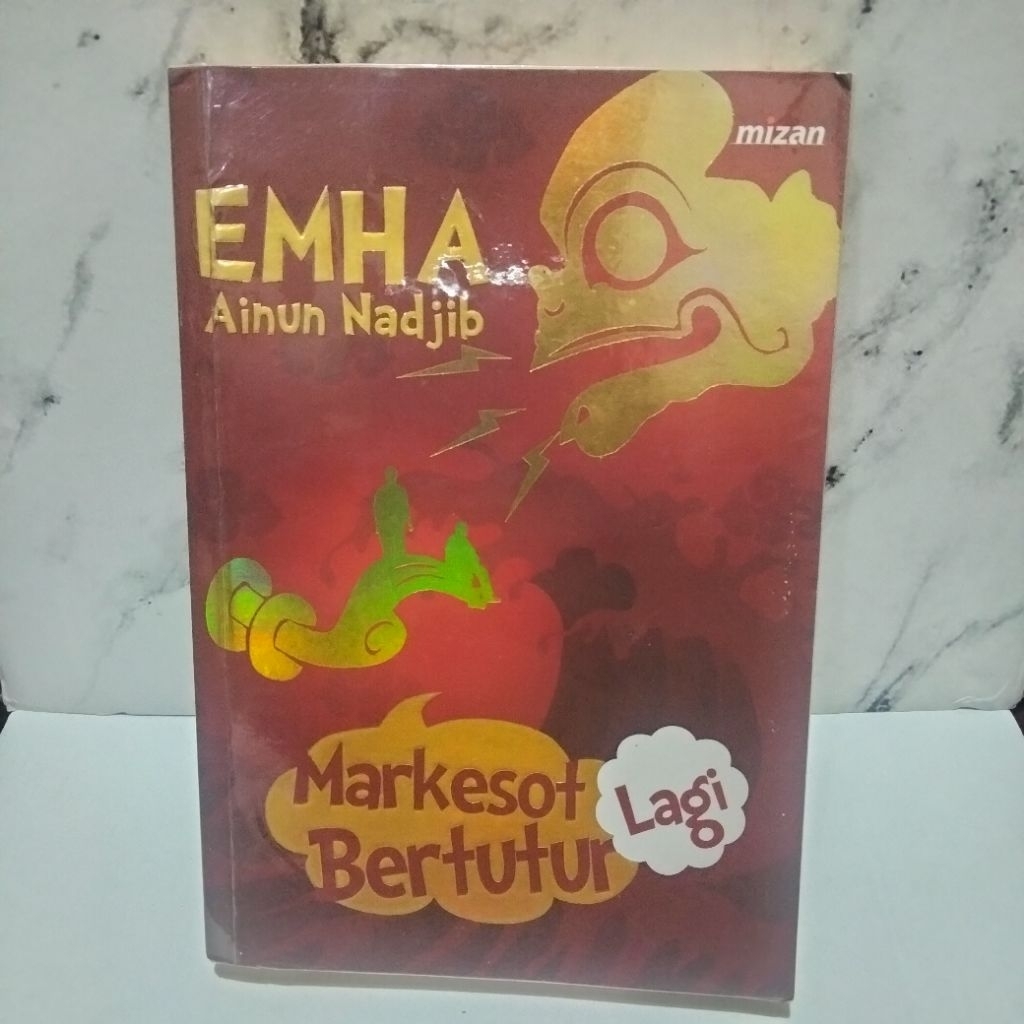 mizan
EMHA
Ainun Nadjib
Markesot
Bertutur
Lagi